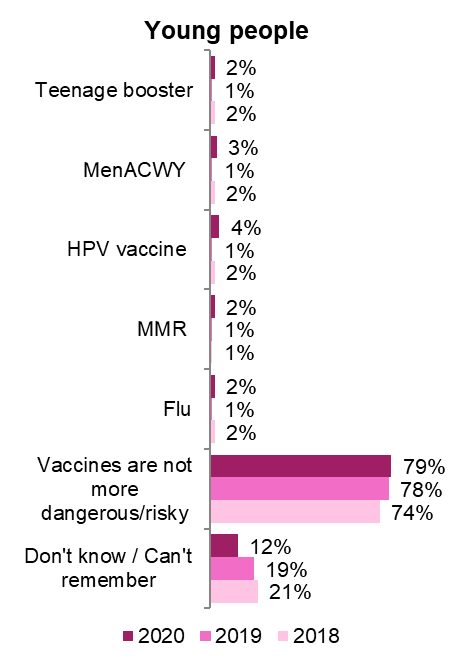 Young people
Teenage booster
2%
1%
2%
MenACWY
3%
1%
2%
HPV vaccine
4%
1%
2%
MMR
2%
1%
1%
Flu
2%
1%
2%
Vaccines are not
more
dangerous/risky
79%
78%
74%
Don't know / Can't
remember
12%
19%
21%
2020 2019 2018